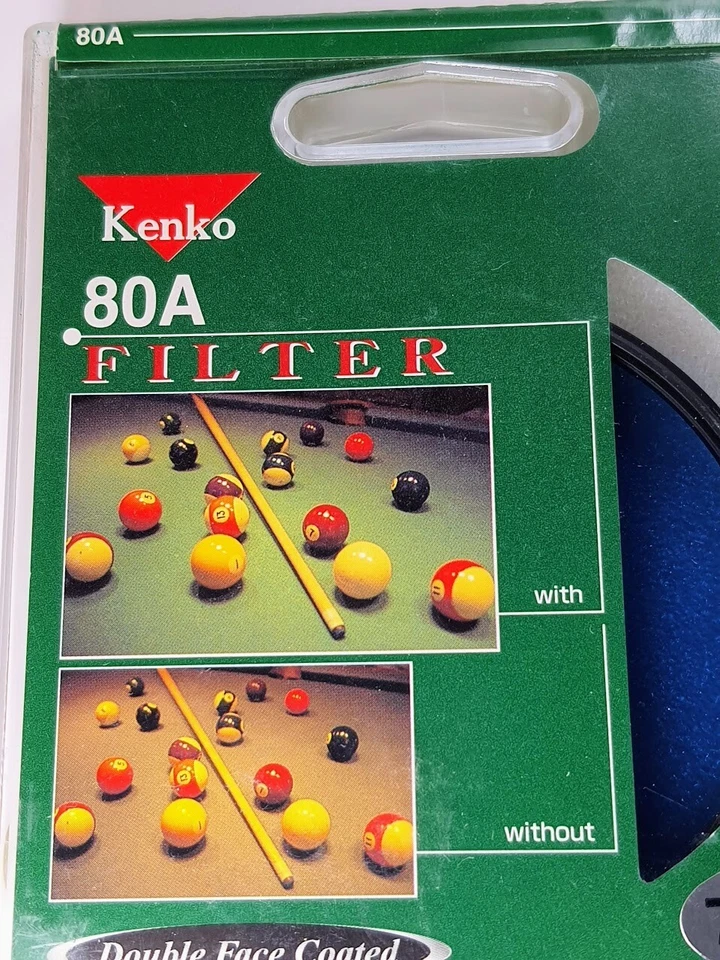 80A
Kenko
80A
FILTER
with
without
Double Face Coated